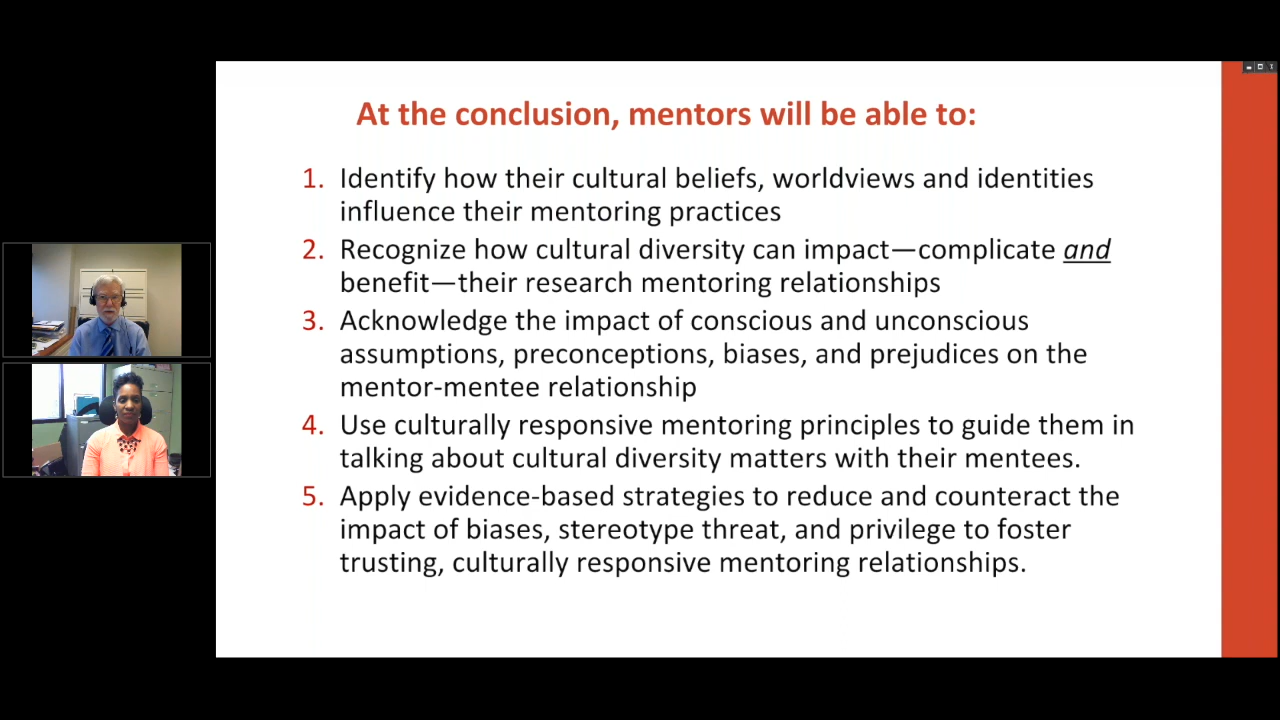 At the conclusion, mentors will be able to:
1. Identify how their cultural beliefs, worldviews and identities
influence their mentoring practices
2. Recognize how cultural diversity can impact—complicate and
benefit—their research mentoring relationships
3. Acknowledge the impact of conscious and unconscious
assumptions, preconceptions, biases, and prejudices on the
mentor-mentee relationship
4. Use culturally responsive mentoring principles to guide them in
talking about cultural diversity matters with their mentees.
5. Apply evidence-based strategies to reduce and counteract the
impact of biases, stereotype threat, and privilege to foster
trusting, culturally responsive mentoring relationships.